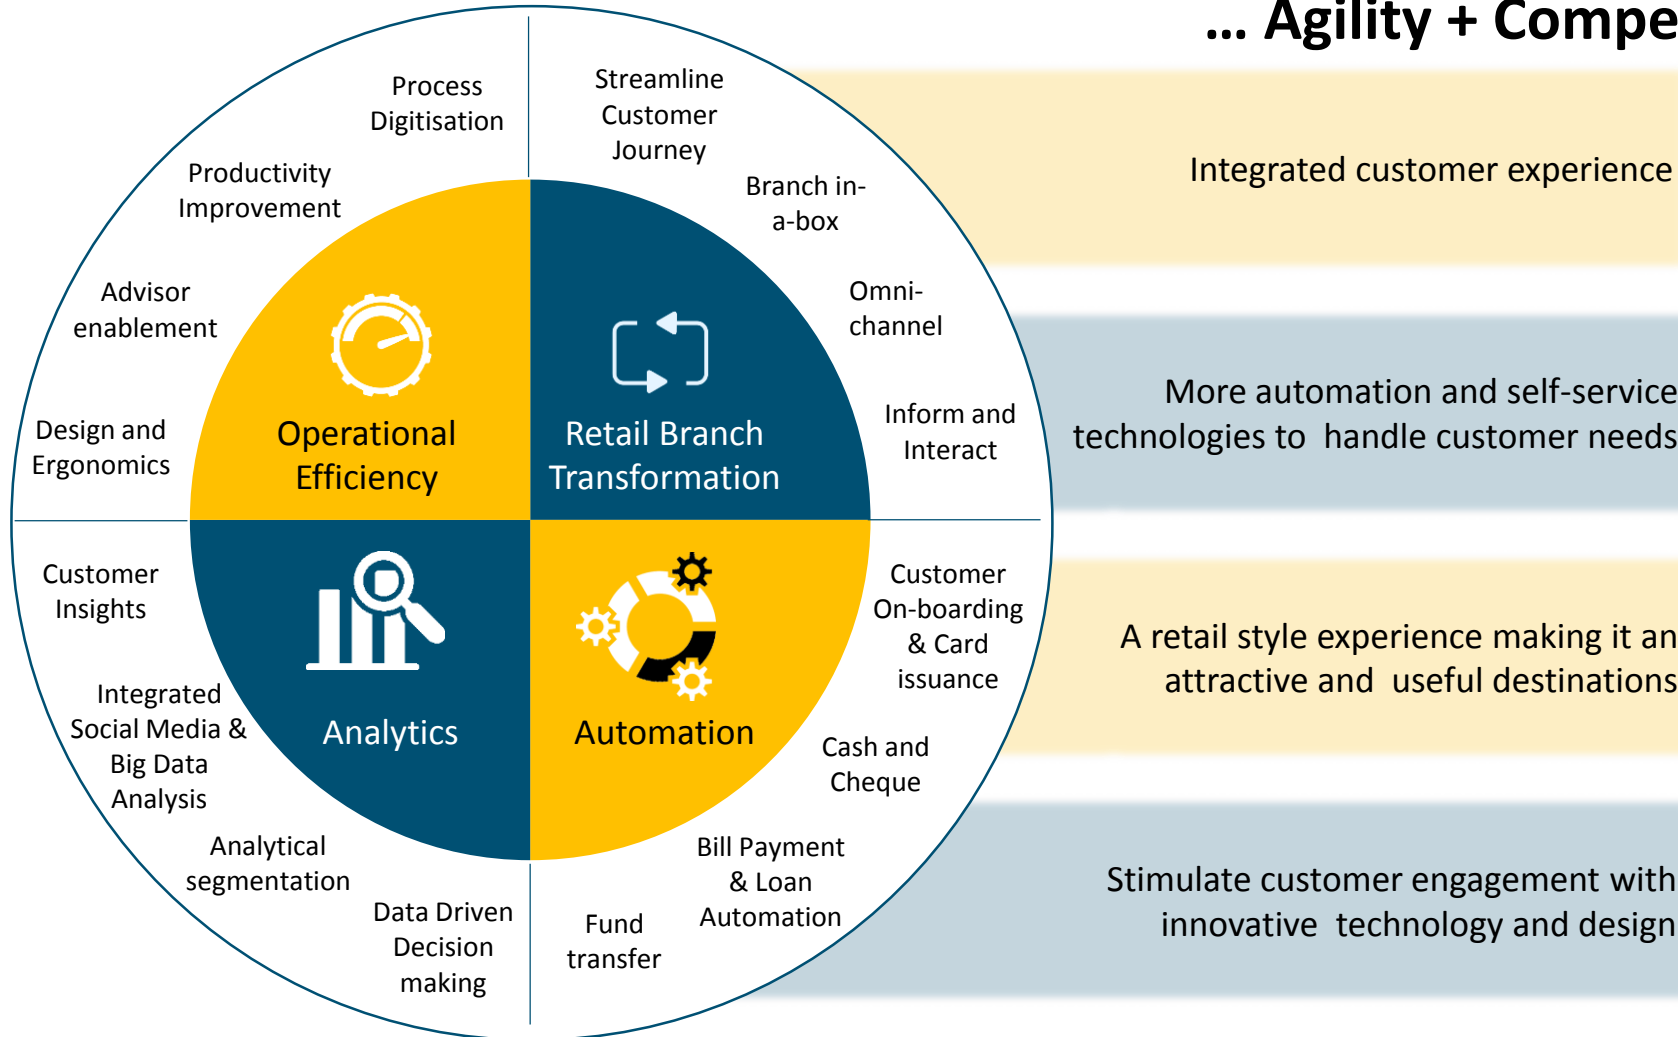 … Agility + Compe
Process
Digitisation
Productivity
Improvement
Advisor
enablement
Design and
Ergonomics
Streamline
Customer
Journey
Branch in-
a-box
Omni-
channel
Inform and
Interact
Operational
Efficiency
Retail Branch
Transformation
Analytics
Automation
Customer
Insights
Integrated
Social Media &
Big Data
Analysis
Analytical
segmentation
Data Driven
Decision
making
Customer
On-boarding
& Card
issuance
Cash and
Cheque
Bill Payment
& Loan
Automation
Fund
transfer
Integrated customer experience
More automation and self-service
technologies to  handle customer needs
A retail style experience making it an
attractive and  useful destinations
Stimulate customer engagement with
innovative  technology and design